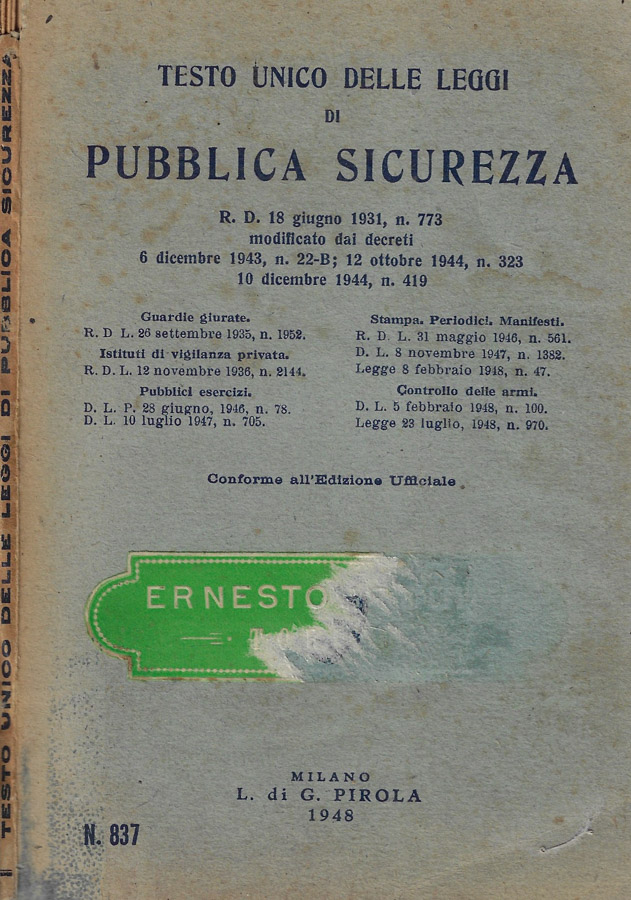 TESTO UNICO DELLE LEGGI
DI
PUBBLICA SICUREZZA
R. D. 18 giugno 1931, n. 773
modificato dai decreti
6 dicembre 1943, n. 22-B; 12 ottobre 1944, n. 323
10 dicembre 1944, n. 419
Guardie giurate.
R. D L. 26 settembre 1935, n. 1952.
Istituti di vigilanza privata.
R. D. L. 12 novembre 1936, n. 2144.
Pubblici esercizi.
D. L. P. 28 giugno, 1946, n. 78.
D. L. 10 luglio 1947, n. 705.
Stampa. Periodici. Manifesti.
R. D. L. 31 maggio 1946, n. 561.
D. L. 8 novembre 1947, n. 1382.
Legge 8 febbraio 1948, n. 47.
Controllo delle armi.
D. L. 5 febbraio 1948, n. 100.
Legge 23 luglio, 1948, n. 970.
Conforme all'Edizione Ufficiale
ERNESTO
MILANO
L. di G. PIROLA
1948
N. 837
TESTO UNICO DELLE LEGGI DI PUBBLICA SICUREZZA